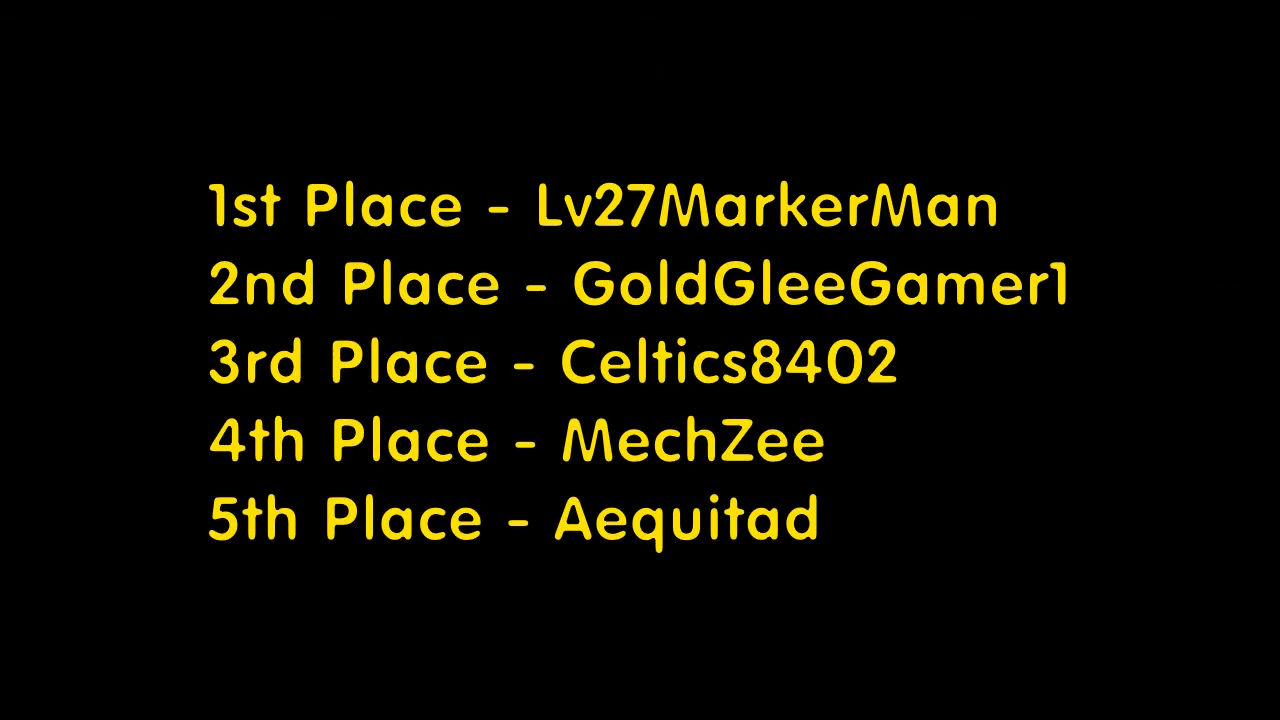 1st Place - Lv27MarkerMan
2nd Place - GoldGleeGamer1
3rd Place - Celtics8402
4th Place - MechZee
5th Place - Aequitad